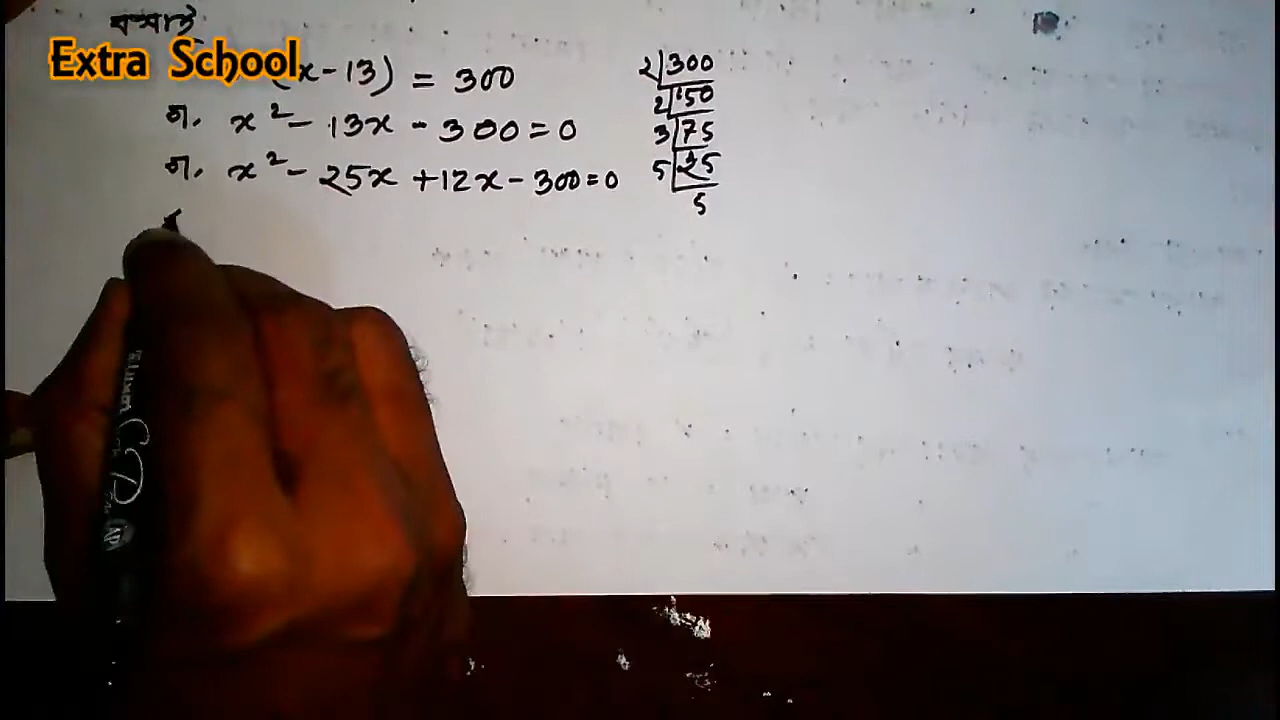 Extra School
x-13) = 300
বা, x² - 13x - 300 = 0
বা, x² - 25x + 12x - 300 = 0
2 300
2 150
3 75
5 25
5